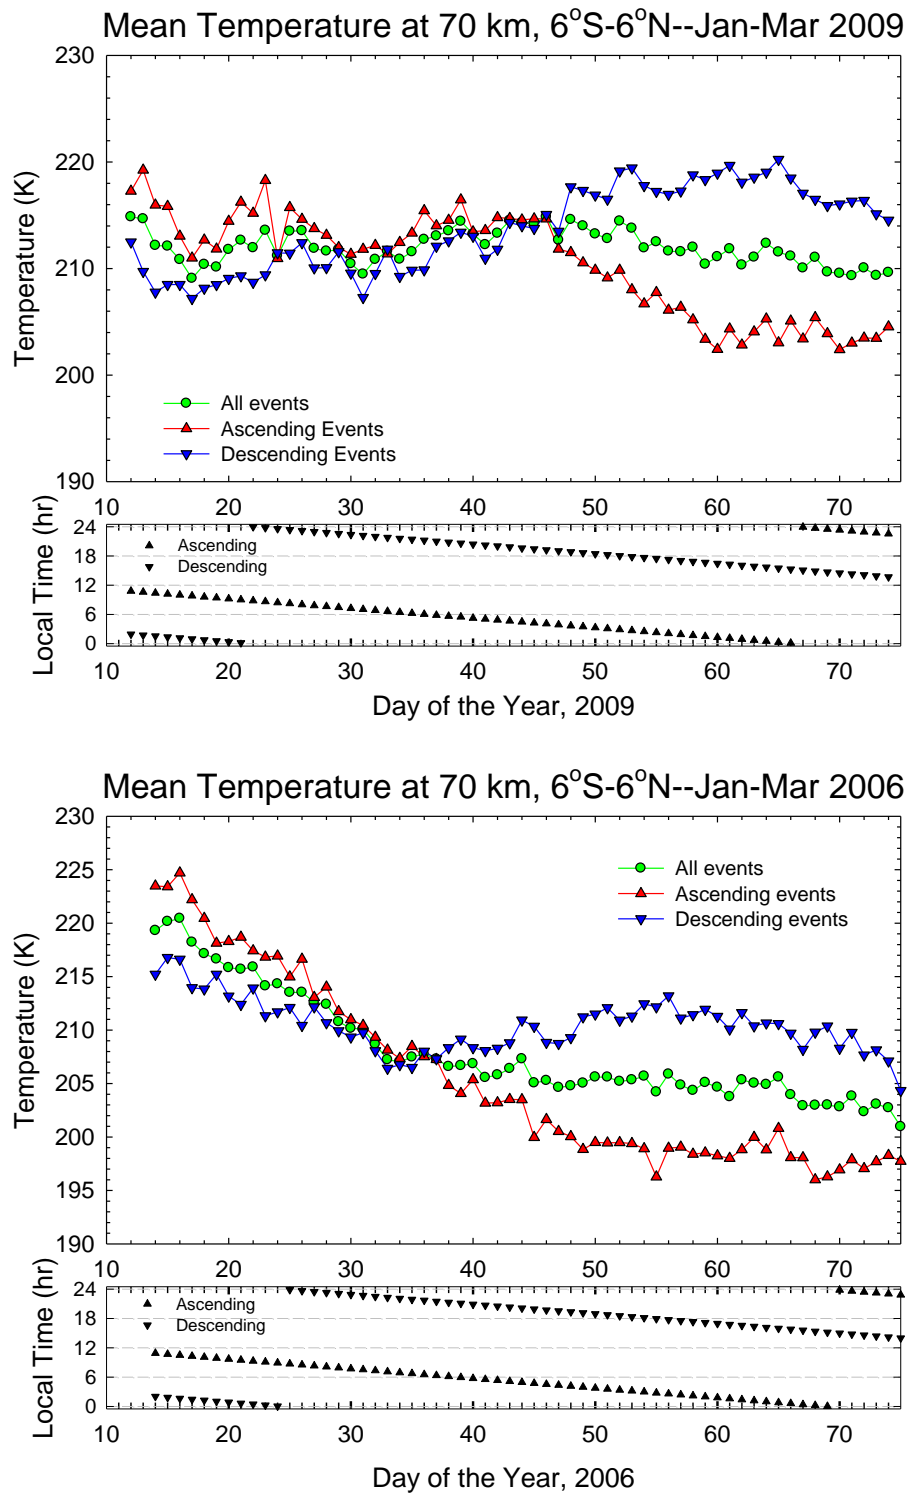 Mean Temperature at 70 km, 6°S-6°N--Jan-Mar 2009
230
220
210
200
190
Temperature (K)
All events
Ascending Events
Descending Events
10 20 30 40 50 60 70
24
18
12
6
0
Local Time (hr)
Ascending
Descending
10 20 30 40 50 60 70
Day of the Year, 2009
Mean Temperature at 70 km, 6°S-6°N--Jan-Mar 2006
230
225
220
215
210
205
200
195
190
Temperature (K)
All events
Ascending events
Descending events
10 20 30 40 50 60 70
24
18
12
6
0
Local Time (hr)
Ascending
Descending
10 20 30 40 50 60 70
Day of the Year, 2006